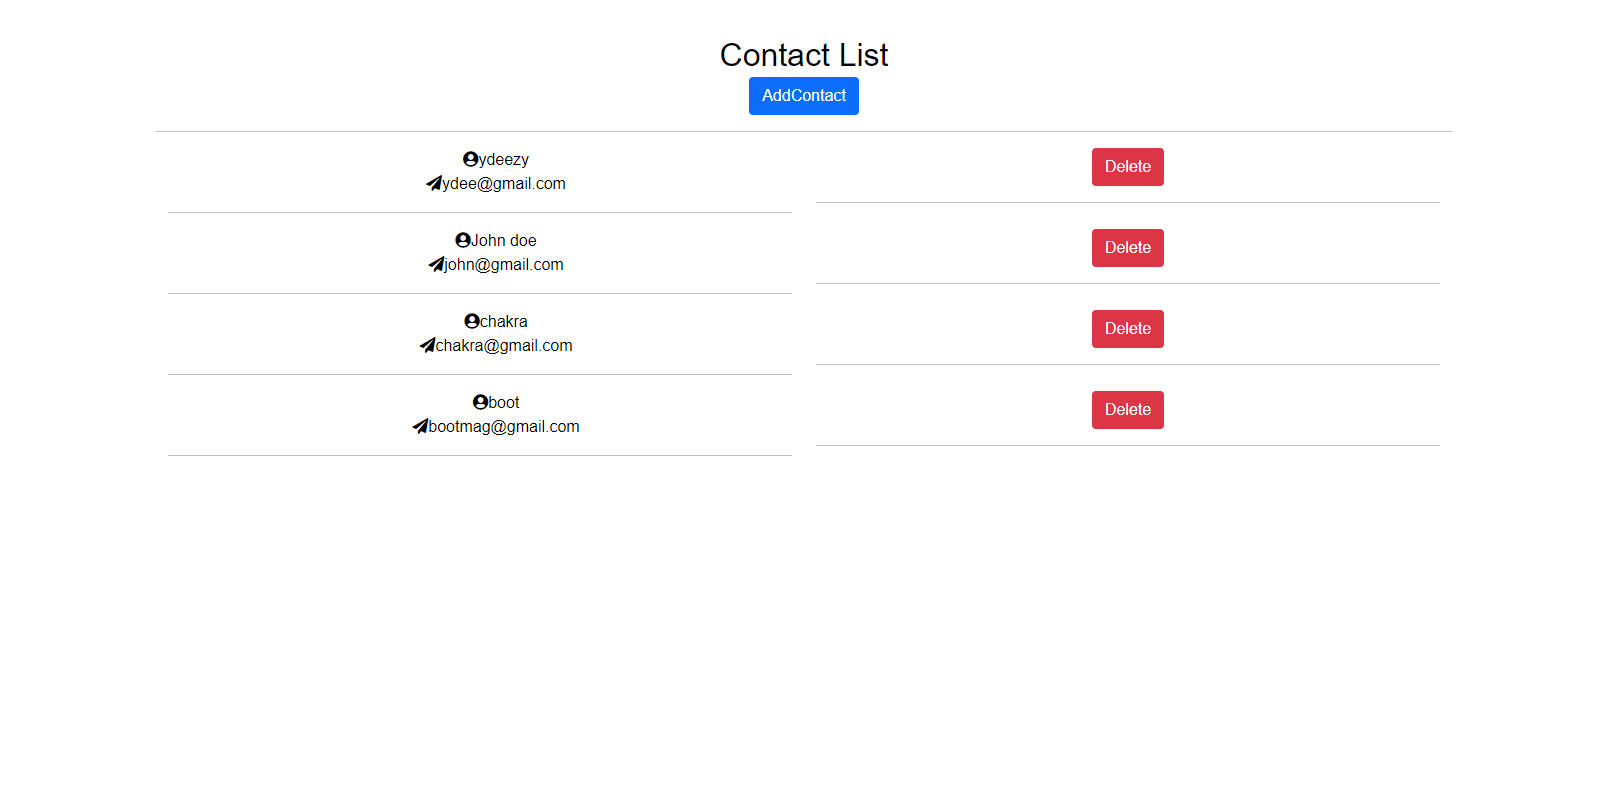 Contact List
AddContact
ydeezy
ydee@gmail.com
Delete
John doe
john@gmail.com
Delete
chakra
chakra@gmail.com
Delete
boot
bootmag@gmail.com
Delete